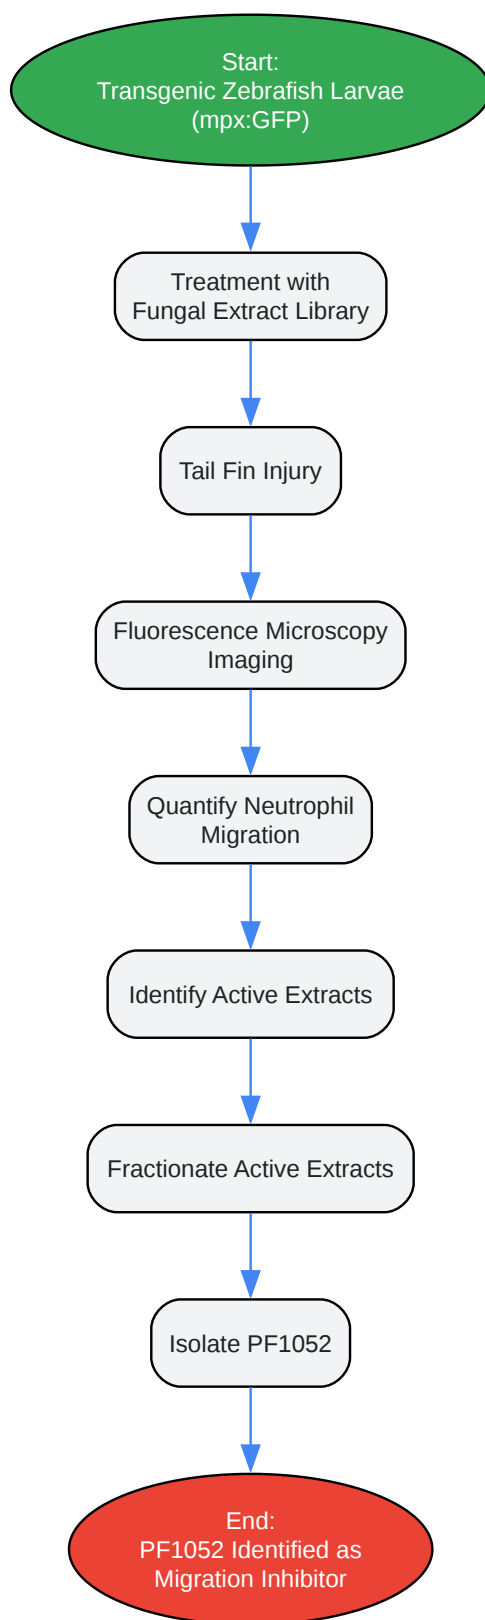 Start:
Transgenic Zebrafish Larvae
(mpx:GFP)
Treatment with
Fungal Extract Library
Tail Fin Injury
Fluorescence Microscopy
Imaging
Quantify Neutrophil
Migration
Identify Active Extracts
Fractionate Active Extracts
Isolate PF1052
End:
PF1052 Identified as
Migration Inhibitor